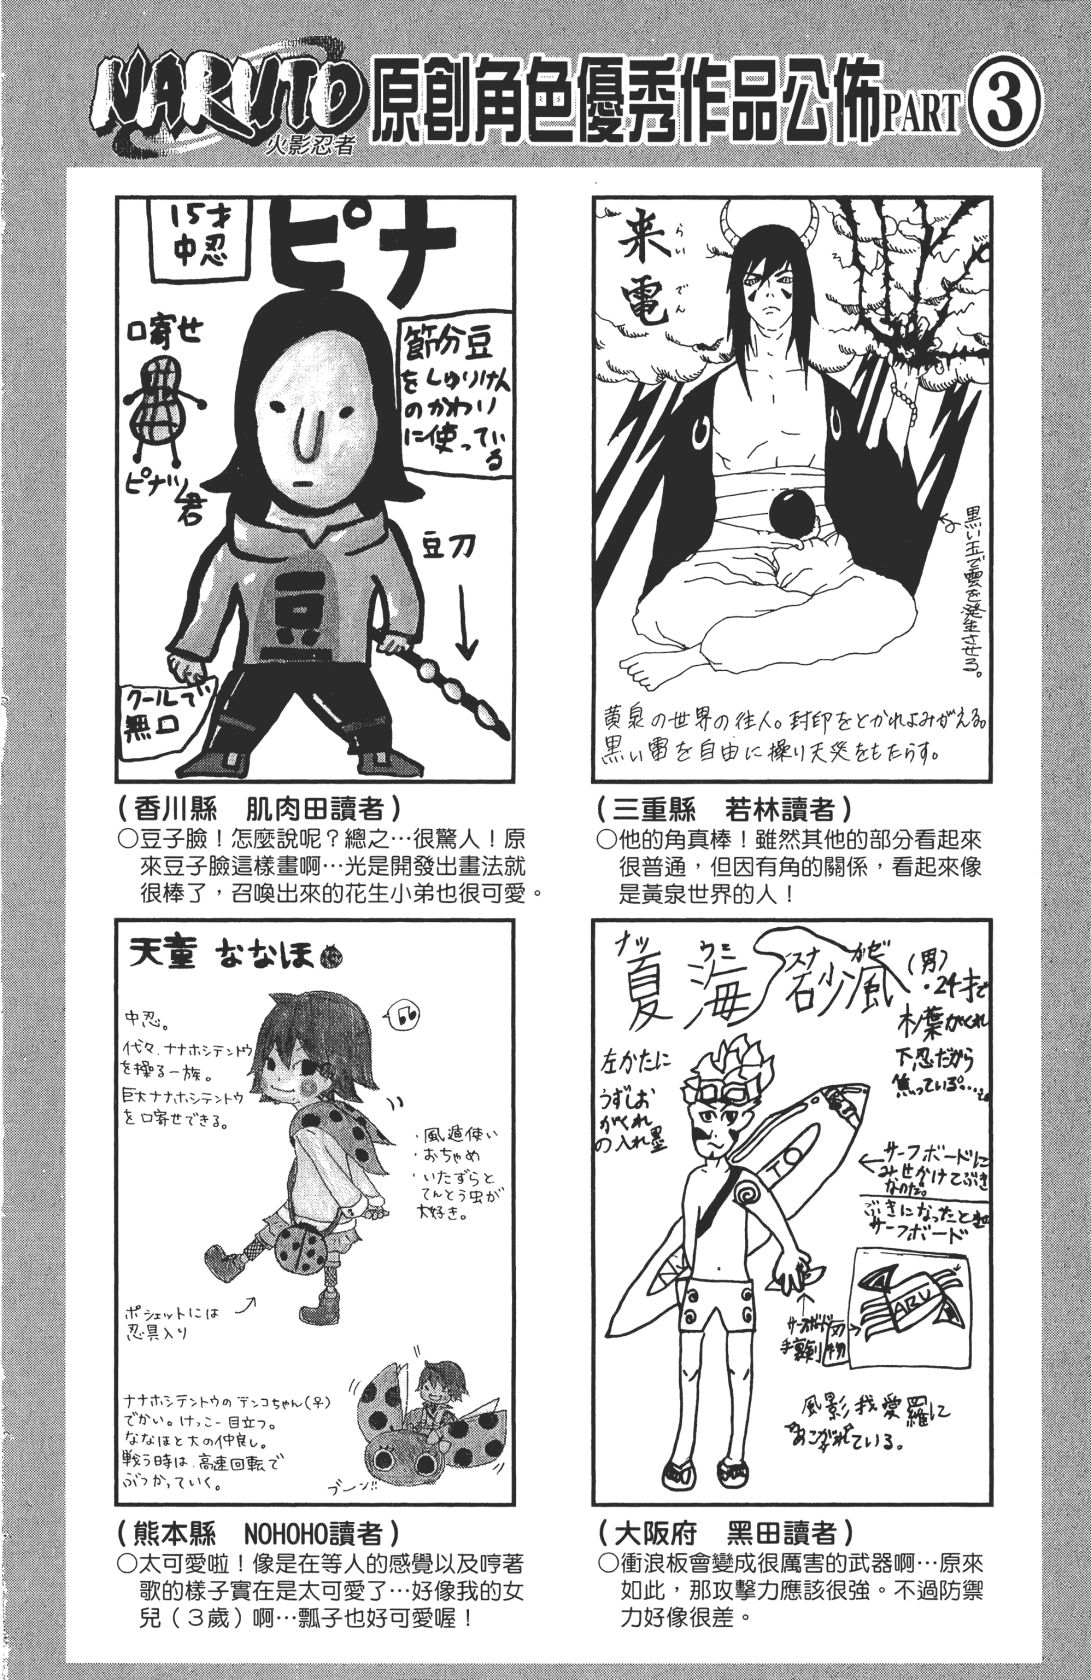 NARUTO
火影忍者
原創角色優秀作品公佈PART③
15才
中忍
ピナ
口寄せ
ピナッツ君
節分豆
をしゅりけん
のかわり
に使っている
豆刀
豆
クールで
無口
(香川縣 肌肉田讀者)
○豆子臉！怎麼說呢？總之⋯很驚人！原
來豆子臉這樣畫啊⋯光是開發出畫法就
很棒了，召喚出來的花生小弟也很可愛。
来電
らいでん
黒い玉で雲を発生させる。
黄泉の世界の住人。封印をとかれよみがえる。
黒い雷を自由に操り天災をもたらす。
(三重縣 若林讀者)
○他的角真棒！雖然其他的部分看起來
很普通，但因有角的關係，看起來像
是黃泉世界的人！
天童 ななほ
中忍。
代々、ナナホシテントウ
を操る一族。
巨大ナナホシテントウ
を口寄せできる。
・風遁使い
・おちゃめ
・いたずらと
てんとう虫が
大好き。
ポシェットには
忍具入り
ナナホシテントウのテンコちゃん(♀)
でかい。けっこー目立つ。
ななほと大の仲良し。
戦う時は、高速回転で
ぶつかっていく。
ブーン!!
(熊本縣 NOHOHO讀者)
○太可愛啦！像是在等人的感覺以及哼著
歌的樣子實在是太可愛了⋯好像我的女
兒（３歲）啊⋯瓢子也好可愛喔！
ナツ ウミ スナ カゼ
夏海 砂風
(男)
・24才で
木葉がくれ
下忍だから
焦っている
左かたに
うずしお
がくれ
の入れ墨
TO
サーフボードに
みせかけてぶき
なのだ。
ぶきになったときの
サーフボード
ARU
サーフボード
手裏剣
刃物
風影我愛羅に
あこがれている。
(大阪府 黑田讀者)
○衝浪板會變成很厲害的武器啊⋯原來
如此，那攻擊力應該很強。不過防禦
力好像很差。